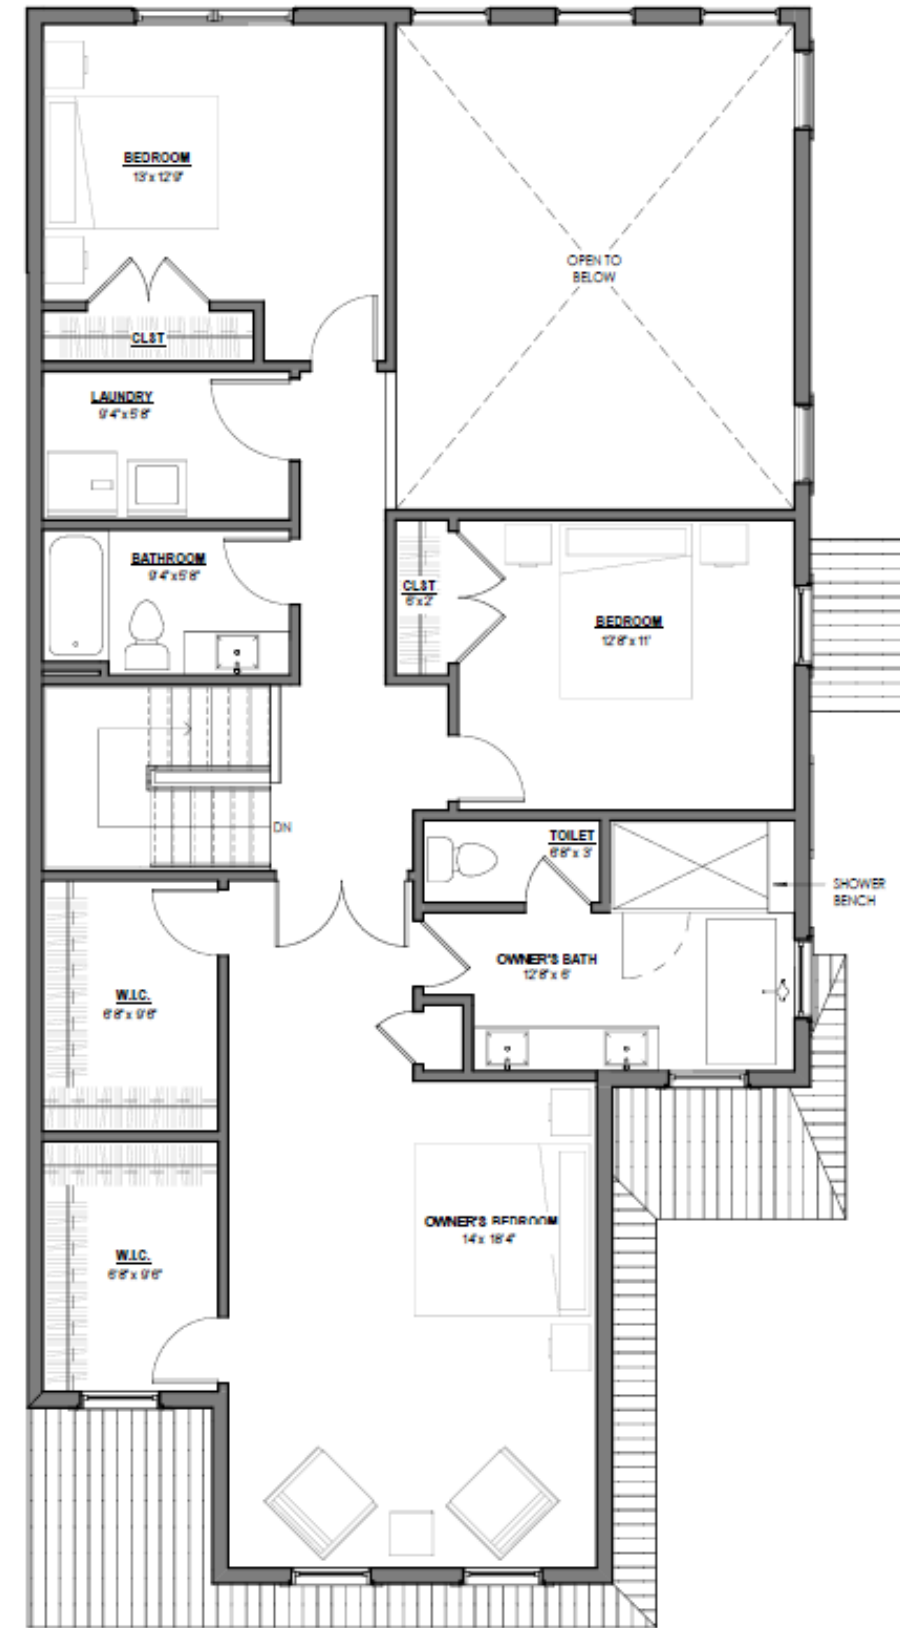 BEDROOM
13' x 12'9"
OPEN TO
BELOW
CLST
LAUNDRY
9'4" x 5'8"
BATHROOM
9'4" x 5'8"
CLST
6' x 2'
BEDROOM
12'8" x 11'
DN
TOILET
6'8" x 3'
SHOWER
BENCH
OWNER'S BATH
12'8" x 6'
W.I.C.
6'8" x 9'6"
OWNER'S BEDROOM
14' x 18'4"
W.I.C.
6'8" x 9'6"